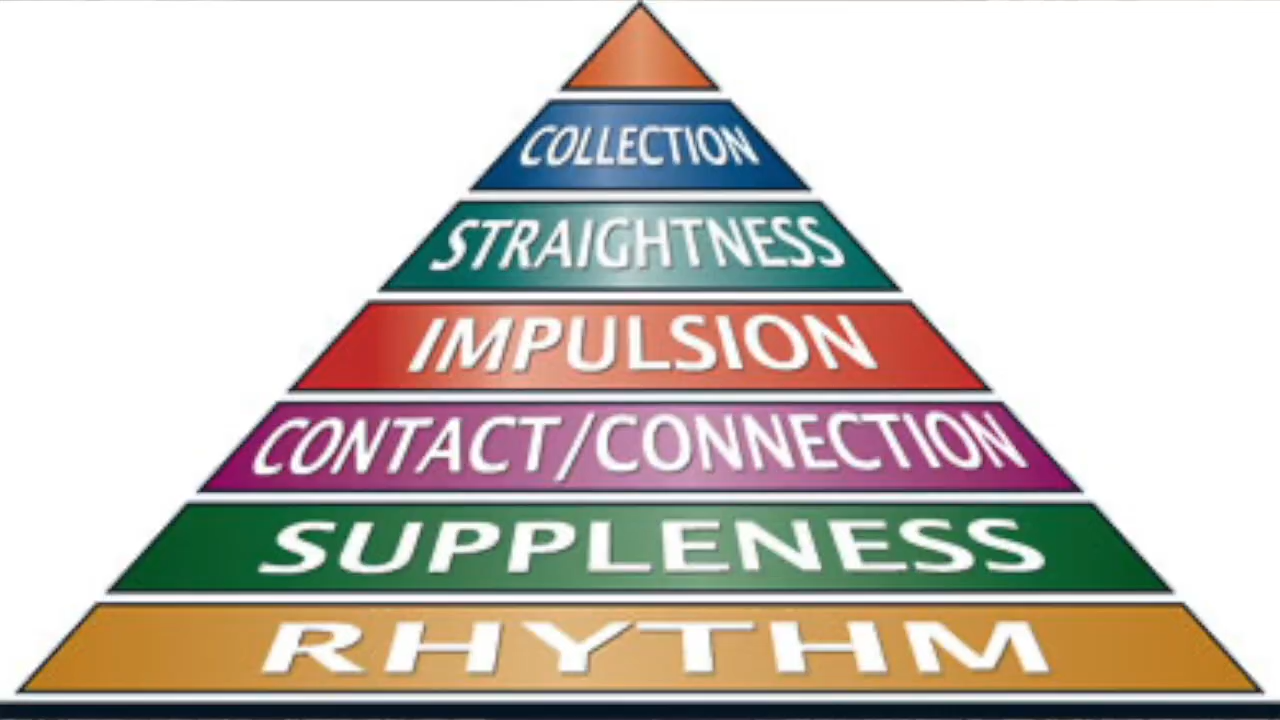 COLLECTION
STRAIGHTNESS
IMPULSION
CONTACT/CONNECTION
SUPPLENESS
RHYTHM